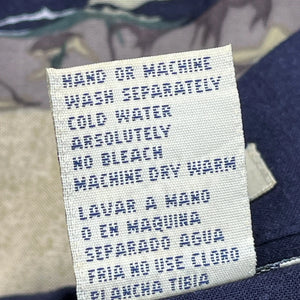 HAND OR MACHINE
WASH SEPARATELY
COLD WATER
ABSOLUTELY
NO BLEACH
MACHINE DRY WARM
LAVAR A MANO
O EN MAQUINA
SEPARADO AGUA
FRIA NO USE CLORO
PLANCHA TIBIA